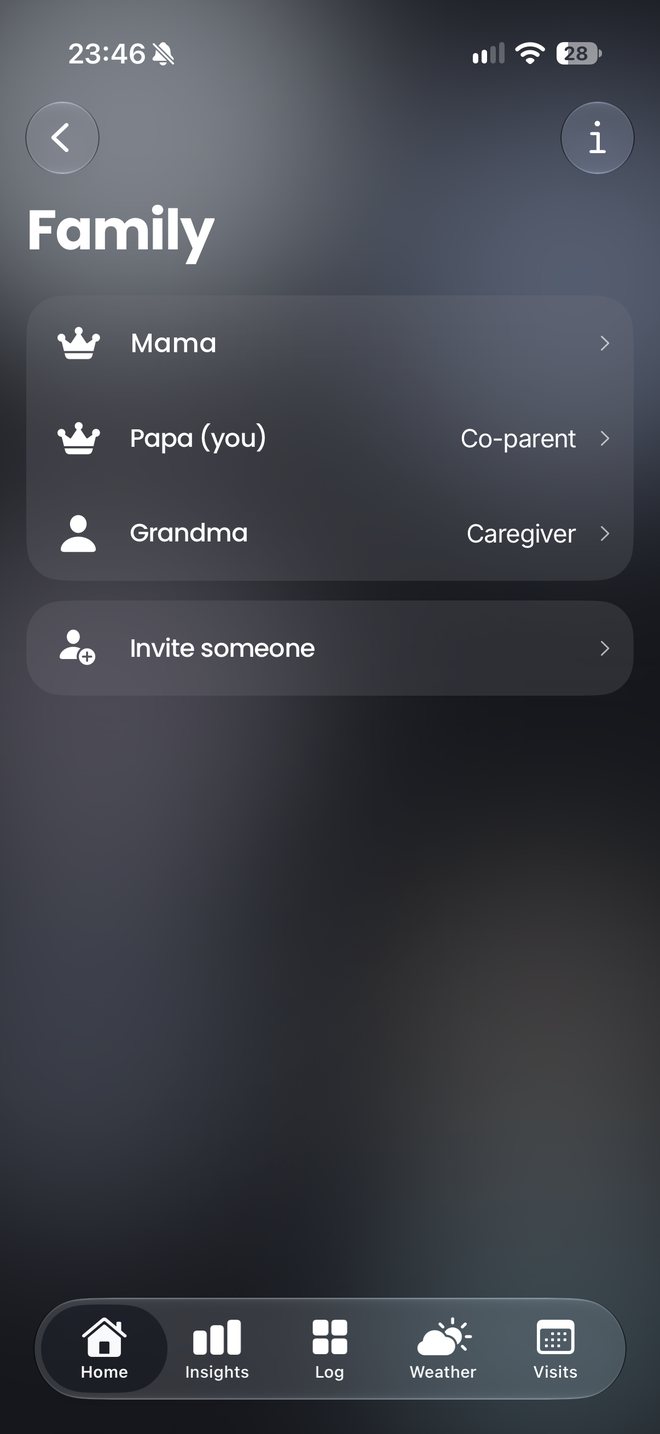 23:46
28
i
Family
Mama
Papa (you) Co-parent
Grandma Caregiver
Invite someone
Home Insights Log Weather Visits